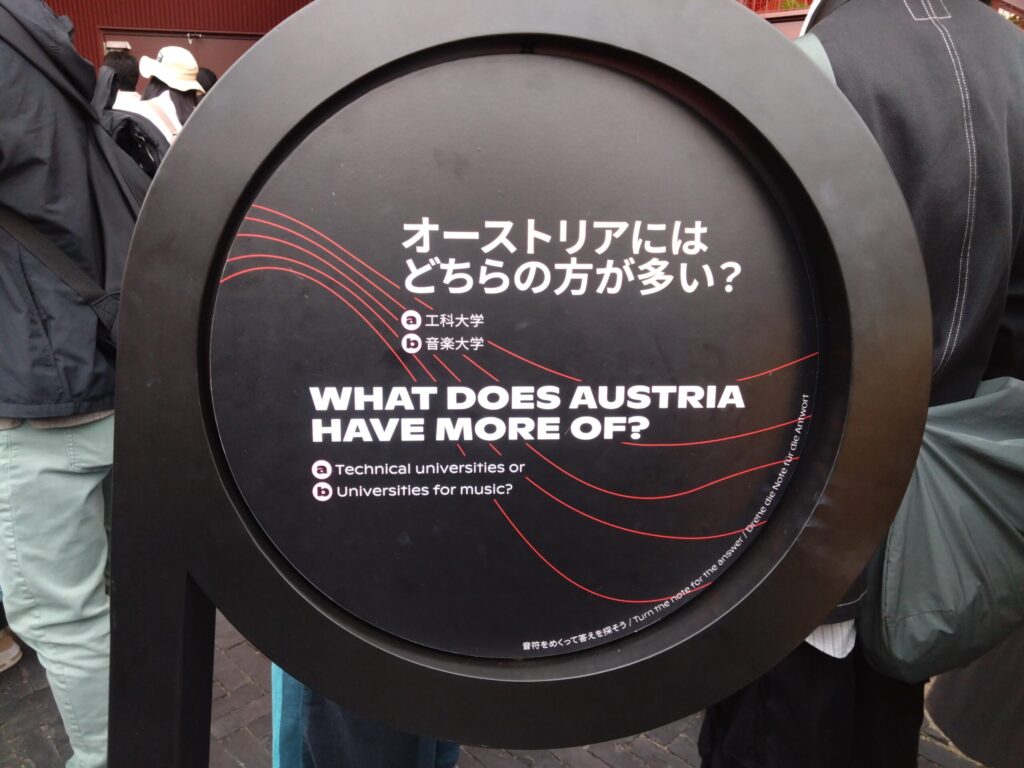 オーストリアには
どちらの方が多い?
a 工科大学
b 音楽大学
WHAT DOES AUSTRIA
HAVE MORE OF?
a Technical universities or
b Universities for music?
音符をめくって答えを探そう / Turn the note for the answer / Drehe die Note für die Antwort